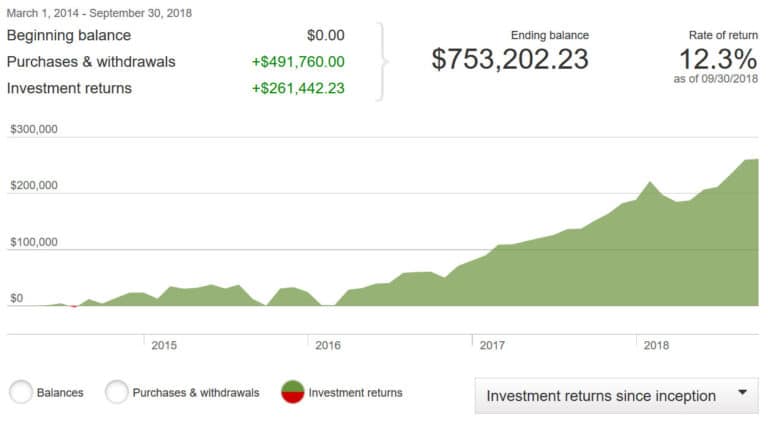 March 1, 2014 - September 30, 2018
Beginning balance $0.00
Purchases & withdrawals +$491,760.00
Investment returns +$261,442.23
Ending balance
$753,202.23
Rate of return
12.3%
as of 09/30/2018
$300,000
$200,000
$100,000
$0
2015 2016 2017 2018
Balances Purchases & withdrawals Investment returns
Investment returns since inception